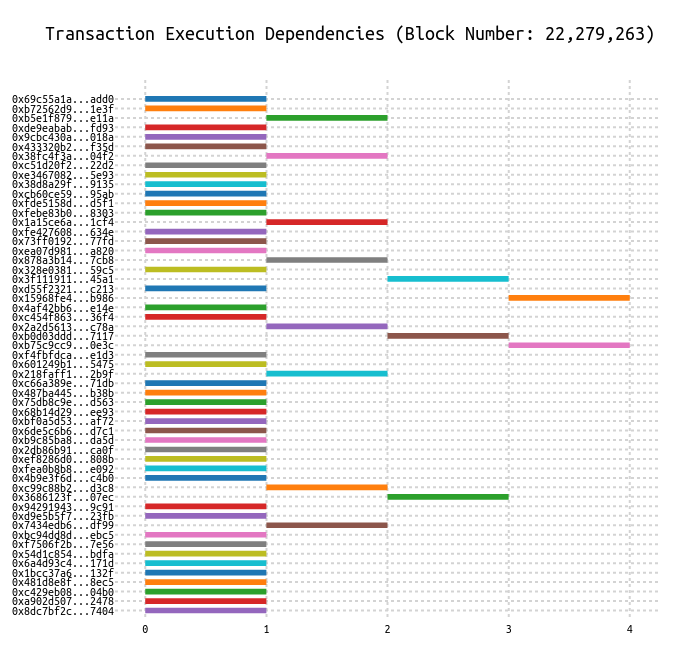 Transaction Execution Dependencies (Block Number: 22,279,263)
0x69c55a1a...add0
0xb72562d9...1e3f
0xb5e1f879...e11a
0xde9eabab...fd93
0x9cbc430a...018a
0x433320b2...f35d
0x38fc4f3a...04f2
0xc51d20f2...22d2
0xe3467082...5e93
0x38d8a29f...9135
0xcb60ce59...95ab
0xfde5158d...d5f1
0xfebe83b0...8303
0x1a15ce6a...1cf4
0xfe427608...634e
0x73ff0192...77fd
0xea07d981...a820
0x878a3b14...7cb8
0x328e0381...59c5
0x3f111911...45a1
0xd55f2321...c213
0x15968fe4...b986
0x4af42bb6...e14e
0xc454f863...36f4
0x2a2d5613...c78a
0xb0d03ddd...7117
0xb75c9cc9...0e3c
0xf4fbfdca...e1d3
0x601249b1...5475
0x218faff1...2b9f
0xc66a389e...71db
0x487ba445...b38b
0x75db8c9e...d563
0x68b14d29...ee93
0xbf0a5d53...af72
0x6de5c6b6...d7c1
0xb9c85ba8...da5d
0x2db86b91...ca0f
0xef8286d0...808b
0xfea0b8b8...e092
0x4b9e3f6d...c4b0
0xc99c88b2...d3c8
0x3686123f...07ec
0x94291943...9c91
0xd9e5b5f7...23fb
0x7434edb6...df99
0xbc94dd8d...ebc5
0xf7506f2b...7e56
0x54d1c854...bdfa
0x6a4d93c4...171d
0x1bcc37a6...132f
0x481d8e8f...8ec5
0xc429eb08...04b0
0xa902d507...2478
0x8dc7bf2c...7404
0 1 2 3 4